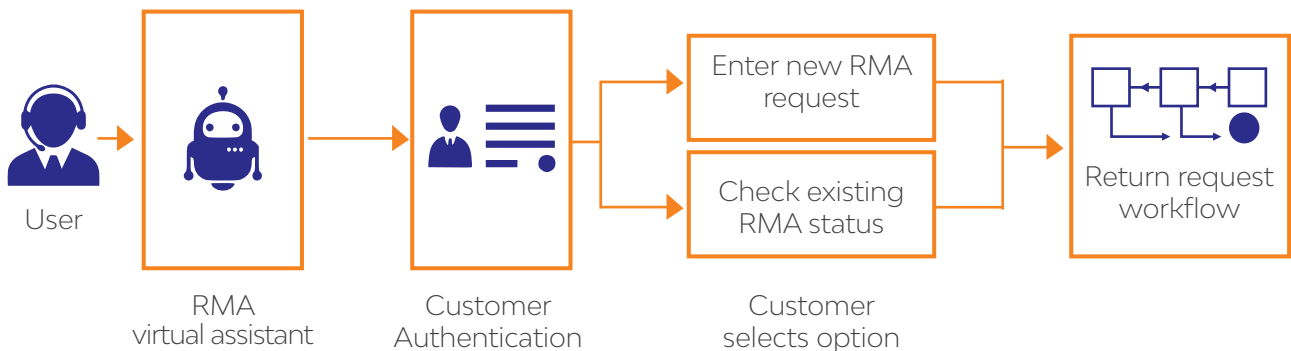 User
RMA
virtual assistant
Customer
Authentication
Enter new RMA
request
Check existing
RMA status
Customer
selects option
Return request
workflow